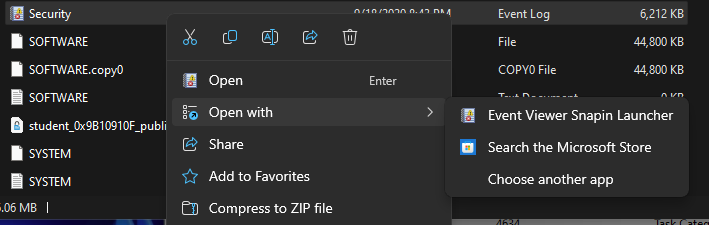 Security 9/18/2020 8:43 PM Event Log 6,212 KB
SOFTWARE File 44,800 KB
SOFTWARE.copy0 COPY0 File 44,800 KB
SOFTWARE Text Document 0 KB
student_0x9B10910F_publi
SYSTEM
SYSTEM
Open Enter
Open with
Share
Add to Favorites
Compress to ZIP file
Event Viewer Snapin Launcher
Search the Microsoft Store
Choose another app
5.06 MB
4634 Task Categ